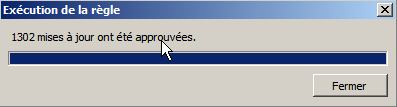 Exécution de la règle
1302 mises à jour ont été approuvées.
Fermer